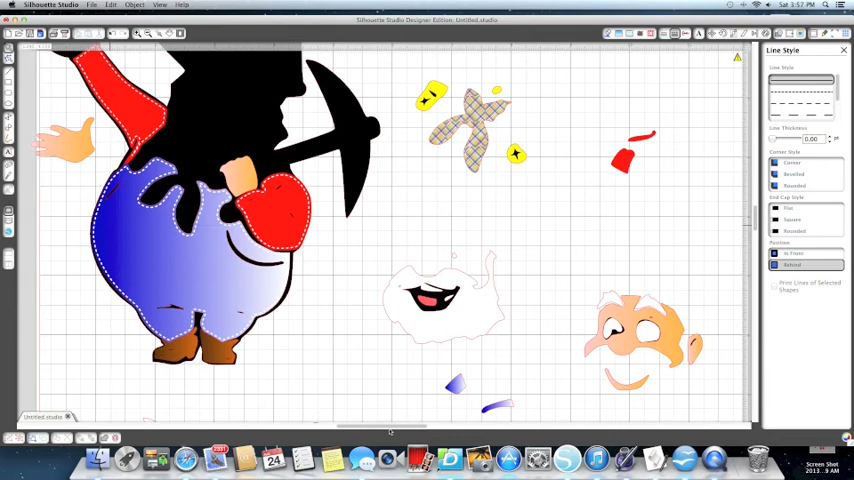 Silhouette Studio File Edit Object Panels View Help
Sat 3:57 PM
Silhouette Studio Designer Edition: Untitled.studio
Line Style
Line Style
Line Thickness
0.00
Corner Style
Corner
Bevelled
Rounded
End Cap Style
Flat
Square
Rounded
Position
In Front
Behind
Print Lines of Selected
Shapes
Untitled.studio
24
Screen Shot
2013...9 AM